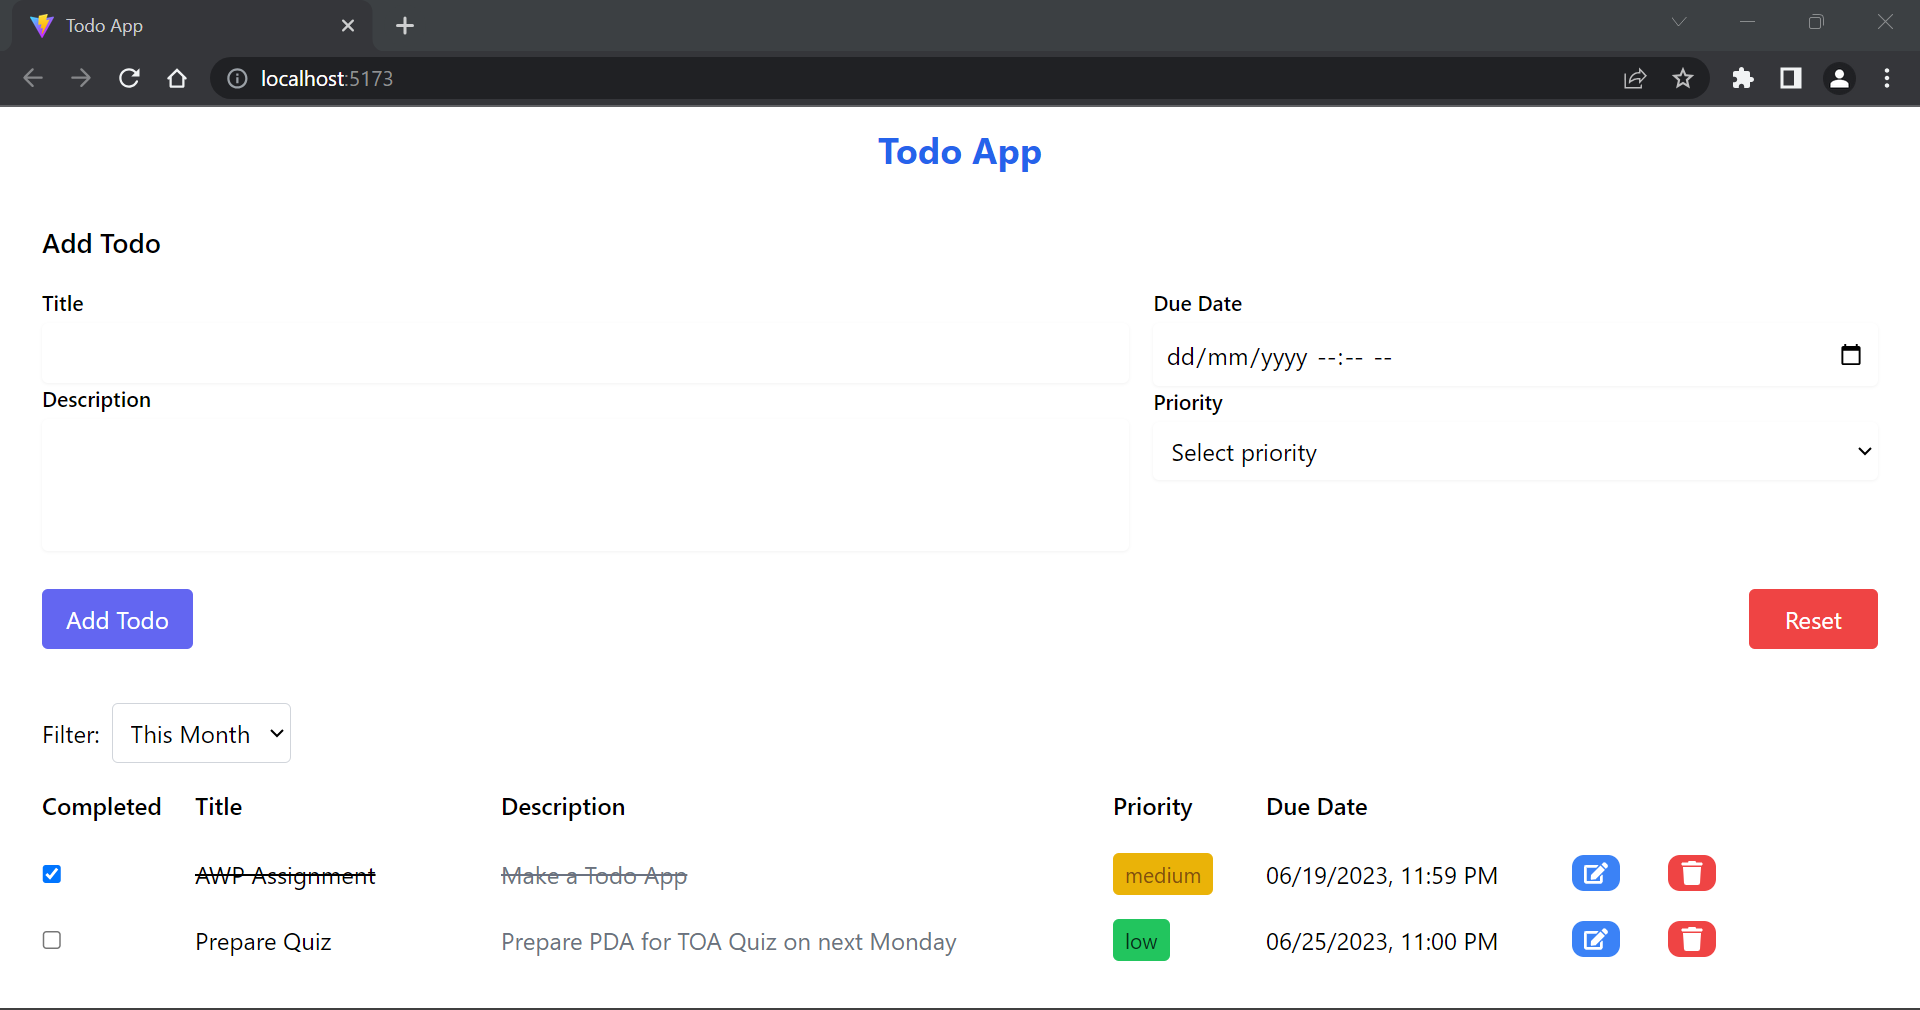 Todo App
localhost:5173
Todo App
Add Todo
Title
Due Date
dd/mm/yyyy --:-- --
Description
Priority
Select priority
Add Todo
Reset
Filter: This Month
Completed Title Description Priority Due Date
AWP Assignment Make a Todo App medium 06/19/2023, 11:59 PM
Prepare Quiz Prepare PDA for TOA Quiz on next Monday low 06/25/2023, 11:00 PM